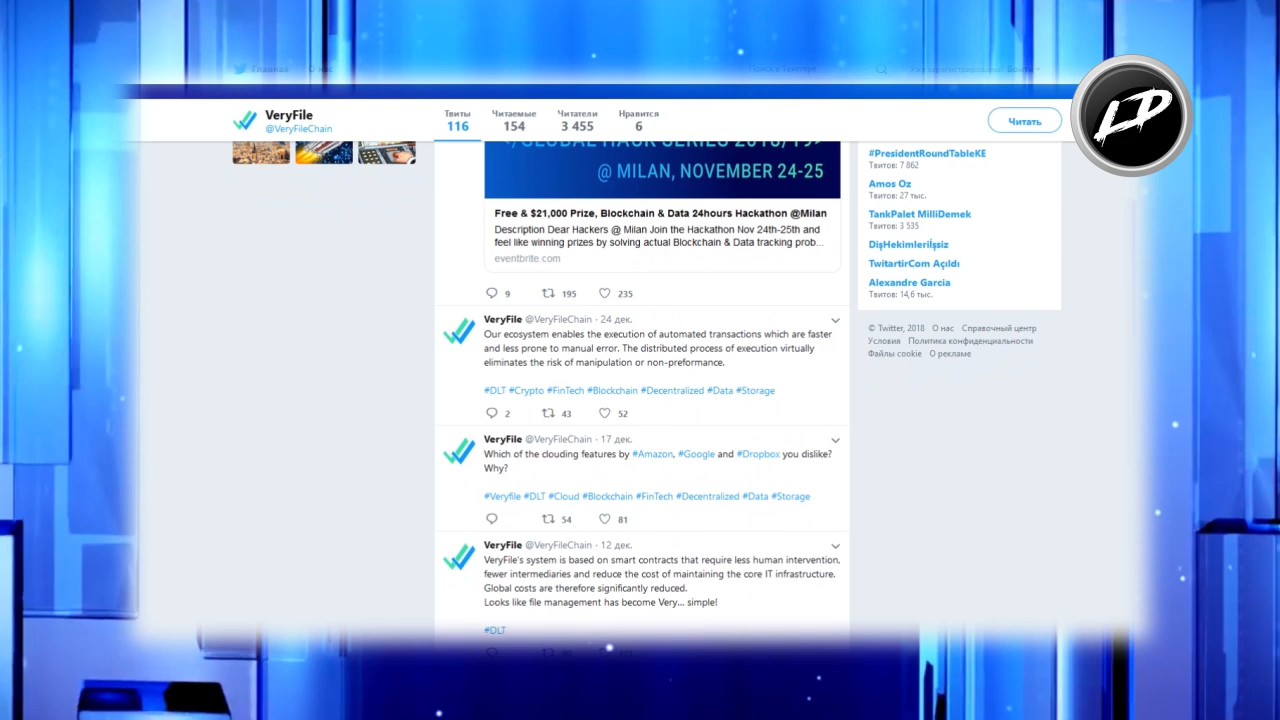 Главная
VeryFile
@VeryFileChain
Твиты
116
Читаемые
154
Читатели
3 455
Нравится
6
Читать
LP
/GLOBAL HACK SERIES 2018/19>
@ MILAN, NOVEMBER 24-25
Free & $21,000 Prize, Blockchain & Data 24hours Hackathon @Milan
Description Dear Hackers @ Milan Join the Hackathon Nov 24th-25th and
feel like winning prizes by solving actual Blockchain & Data tracking prob...
eventbrite.com
9 195 235
VeryFile @VeryFileChain · 24 дек.
Our ecosystem enables the execution of automated transactions which are faster
and less prone to manual error. The distributed process of execution virtually
eliminates the risk of manipulation or non-preformance.
#DLT #Crypto #FinTech #Blockchain #Decentralized #Data #Storage
2 43 52
VeryFile @VeryFileChain · 17 дек.
Which of the clouding features by #Amazon, #Google and #Dropbox you dislike?
Why?
#Veryfile #DLT #Cloud #Blockchain #FinTech #Decentralized #Data #Storage
54 81
VeryFile @VeryFileChain · 12 дек.
VeryFile's system is based on smart contracts that require less human intervention,
fewer intermediaries and reduce the cost of maintaining the core IT infrastructure.
Global costs are therefore significantly reduced.
Looks like file management has become Very... simple!
#DLT
#PresidentRoundTableKE
Твитов: 7 862
Amos Oz
Твитов: 27 тыс.
TankPalet MilliDemek
Твитов: 3 535
DişHekimleriİşsiz
TwitartirCom Açıldı
Alexandre Garcia
Твитов: 14,6 тыс.
© Twitter, 2018 О нас Справочный центр
Условия Политика конфиденциальности
Файлы cookie О рекламе